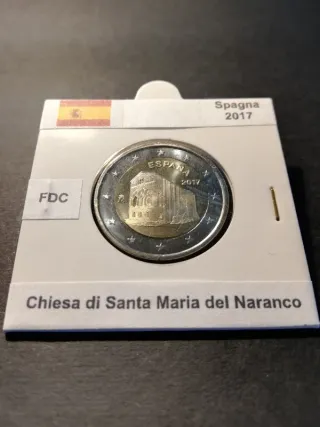 Spagna
2017
ESPAÑA
2017
FDC
Chiesa di Santa Maria del Naranco